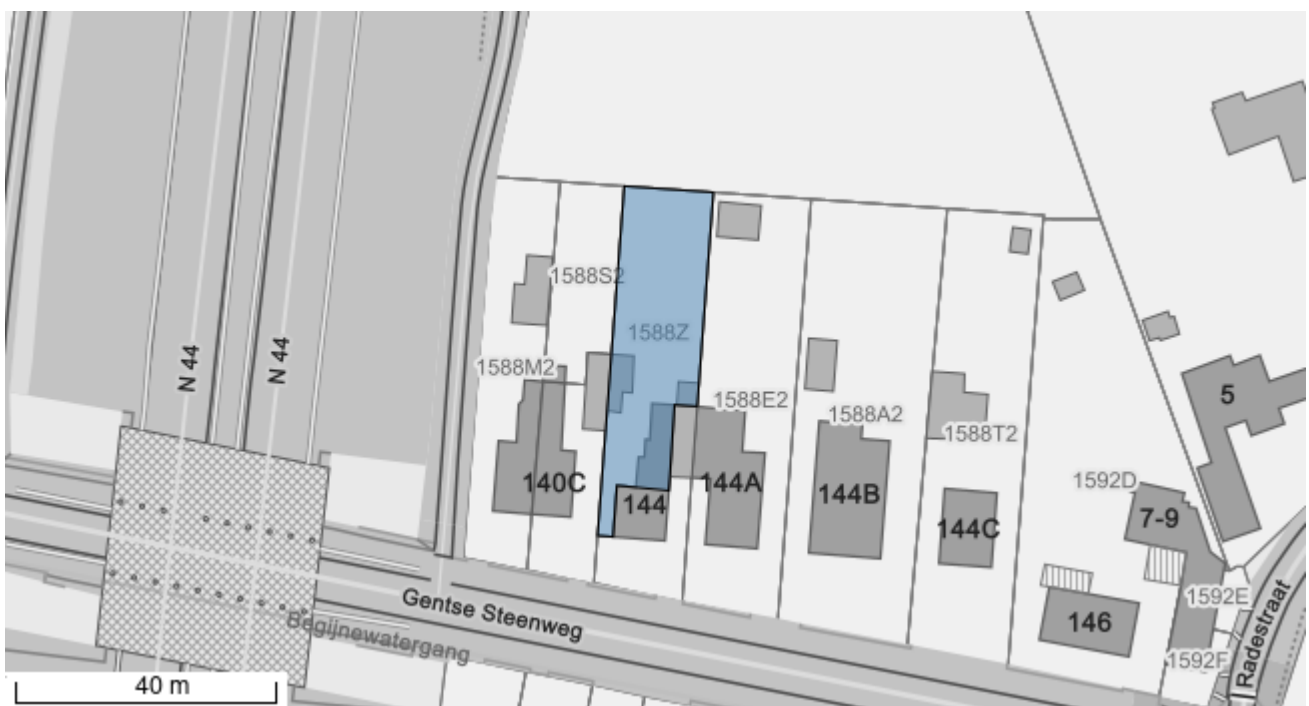 1588S2
1588Z
N 44
N 44
1588M2
5
1588E2
1588A2
1588T2
1592D
140C
144A
144B
144
7-9
144C
Gentse Steenweg
1592E
Begijnewatergang
146
Radestraat
1592F
40 m